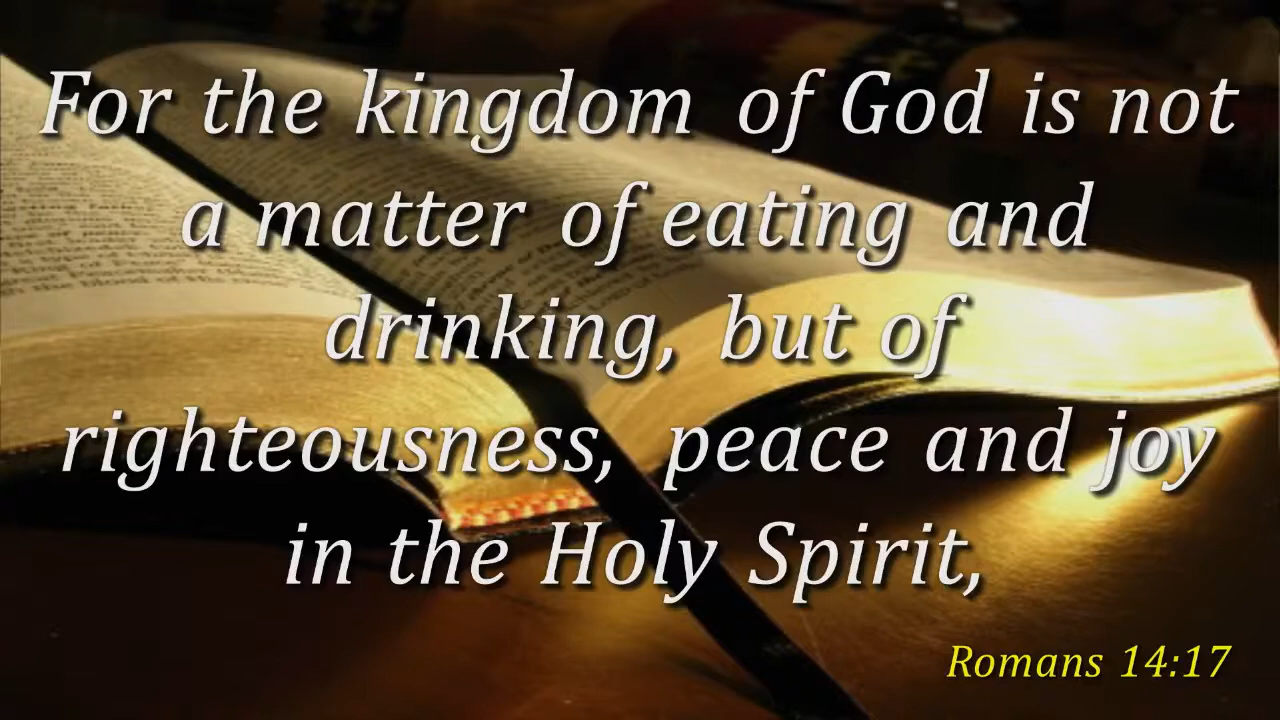 For the kingdom of God is not
a matter of eating and
drinking, but of
righteousness, peace and joy
in the Holy Spirit,
Romans 14:17